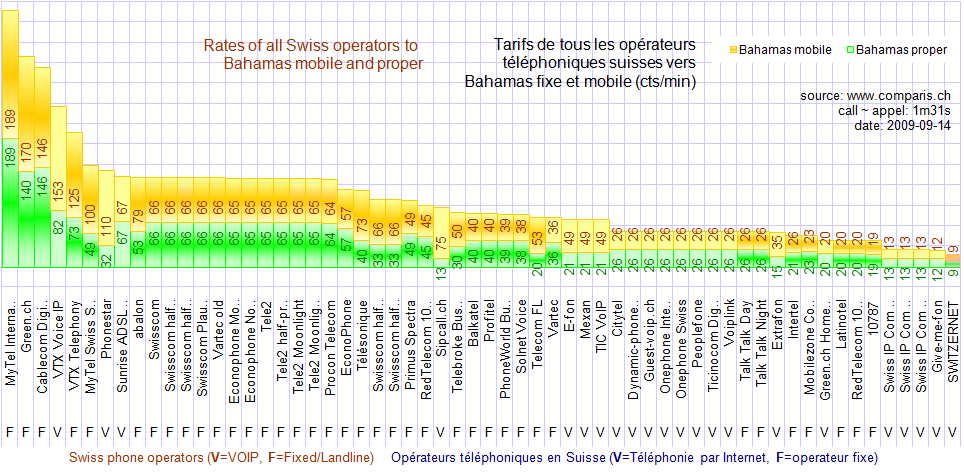 Rates of all Swiss operators to
Bahamas mobile and proper
Tarifs de tous les opérateurs
téléphoniques suisses vers
Bahamas fixe et mobile (cts/min)
Bahamas mobile
Bahamas proper
source: www.comparis.ch
call ~ appel: 1m31s
date: 2009-09-14
189 170 146 153 125 100 110 67 79 66 66 66 66 66 65 65 65 65 65 65 64 57 73 66 66 49 45 75 50 40 40 39 38 53 36 49 49 49 26 26 26 26 26 26 26 26 26 26 35 26 23 20 20 20 19 13 13 13 12 9
189 140 146 82 73 49 32 67 53 66 66 66 66 66 65 65 65 65 65 65 64 57 40 33 33 49 45 13 30 40 40 39 38 20 36 21 21 21 26 26 26 26 26 26 26 26 26 26 15 21 20 20 20 20 19 13 13 13 12 9
MyTel Interna...
Green.ch
Cablecom Digi...
VTX Voice IP
VTX Telephony
MyTel Swiss S...
Phonestar
Sunrise ADSL
abalon
Swisscom
Swisscom half...
Swisscom half...
Swisscom Plau...
Vartec old
Econophone Mo...
Econophone No...
Tele2
Tele2 half-pr...
Tele2 Moonlight
Tele2 Moonlig...
Procon Telecom
EconoPhone
Télésonique
Swisscom half...
Swisscom half...
Primus Spectra
RedTelecom 10...
Sipcall.ch
Telebroke Bus...
Balkatel
Profitel
PhoneWorld Bu...
Solnet Voice
Telecom FL
Vartec
E-fon
Mexan
TIC VoIP
Citytel
Dynamic-phone...
Guest-voip.ch
Onephone Inte...
Onephone Swiss
Peoplefone
Ticinocom Dig...
Voiplink
Talk Talk Day
Talk Talk Night
Extrafon
Intertel
Mobilezone Co...
Green.ch Home...
Latinotel
RedTelecom 10...
10787
SwissIP Com...
SwissIP Com...
SwissIP Com...
Give-me-fon
SWITZERNET
F F F V F F V V F F F F F F F F F F F F F F F F F F F V F F F F F F F V V V V V V V V V V V F F V F F V F F F V V V V V
Swiss phone operators (V=VOIP, F=Fixed/Landline) Opérateurs téléphoniques en Suisse (V=Téléphonie par Internet, F=operateur fixe)